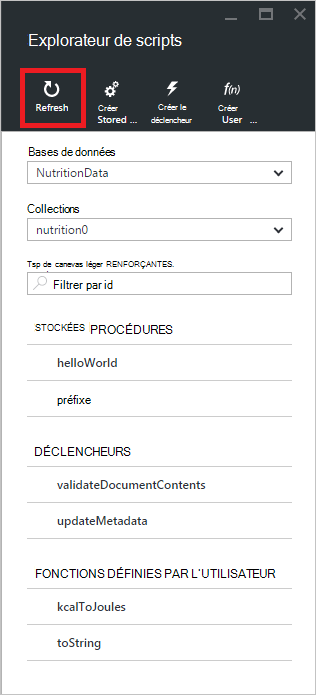 Explorateur de scripts
Refresh
Créer
Stored ...
Créer le
déclencheur
f(n)
Créer
User ...
Bases de données
NutritionData
Collections
nutrition0
Tsp de canevas léger RENFORÇANTES.
Filtrer par id
STOCKÉES PROCÉDURES
helloWorld
préfixe
DÉCLENCHEURS
validateDocumentContents
updateMetadata
FONCTIONS DÉFINIES PAR L'UTILISATEUR
kcalToJoules
toString